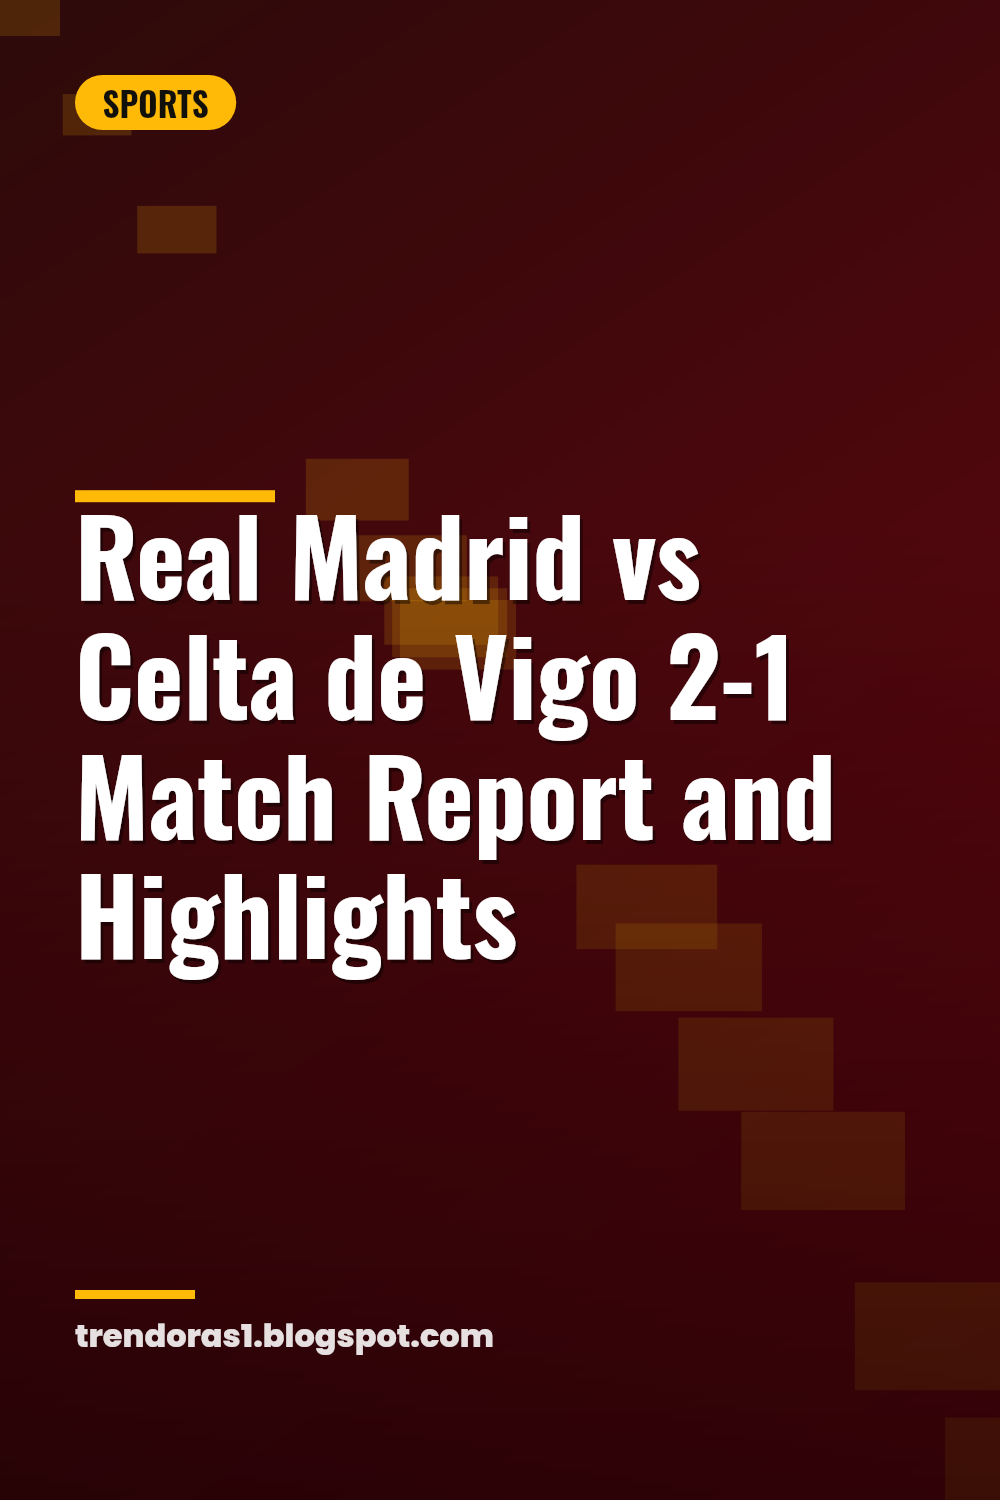 SPORTS
Real Madrid vs
Celta de Vigo 2-1
Match Report and
Highlights
trendoras1.blogspot.com